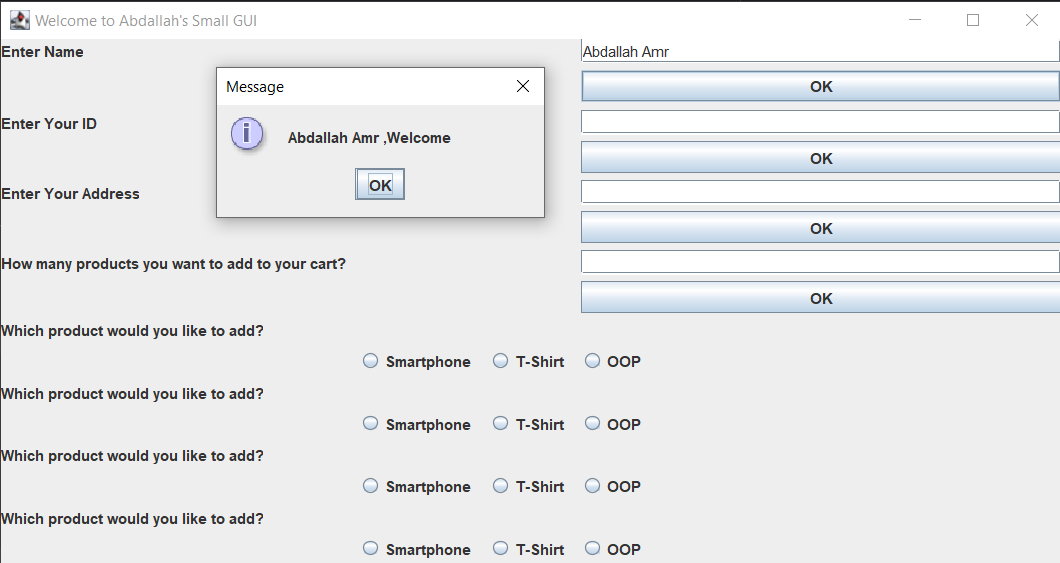 Welcome to Abdallah's Small GUI
Enter Name
Abdallah Amr
OK
Message
Abdallah Amr ,Welcome
OK
Enter Your ID
OK
Enter Your Address
OK
How many products you want to add to your cart?
OK
Which product would you like to add?
Smartphone T-Shirt OOP
Which product would you like to add?
Smartphone T-Shirt OOP
Which product would you like to add?
Smartphone T-Shirt OOP
Which product would you like to add?
Smartphone T-Shirt OOP